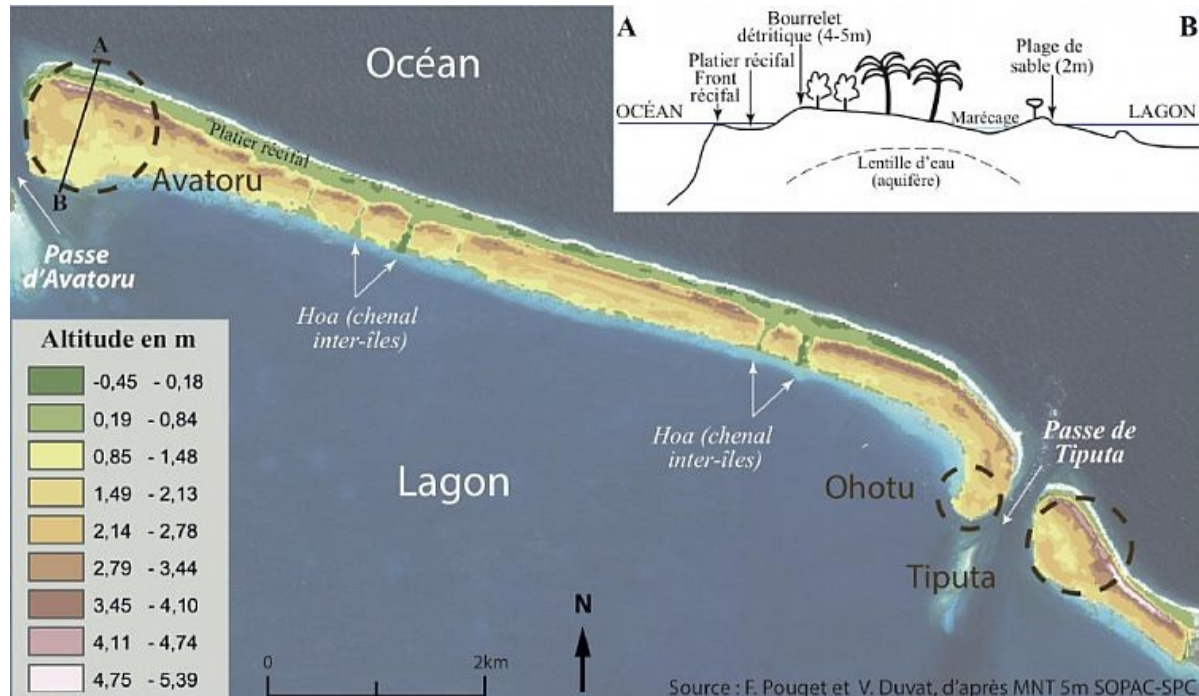 A
B
Océan
Platier récifal
Avatoru
Passe
d'Avatoru
Hoa (chenal
inter-îles)
Hoa (chenal
inter-îles)
Lagon
Ohotu
Passe de
Tiputa
Tiputa
N
0
2km
A
B
Bourrelet
détritique (4-5m)
Platier récifal
Front
récifal
Plage de
sable (2m)
OCÉAN
Marécage
LAGON
Lentille d'eau
(aquifère)
Altitude en m
-0,45 - 0,18
0,19 - 0,84
0,85 - 1,48
1,49 - 2,13
2,14 - 2,78
2,79 - 3,44
3,45 - 4,10
4,11 - 4,74
4,75 - 5,39
Source : F. Pouget et V. Duvat, d'après MNT 5m SOPAC-SPC